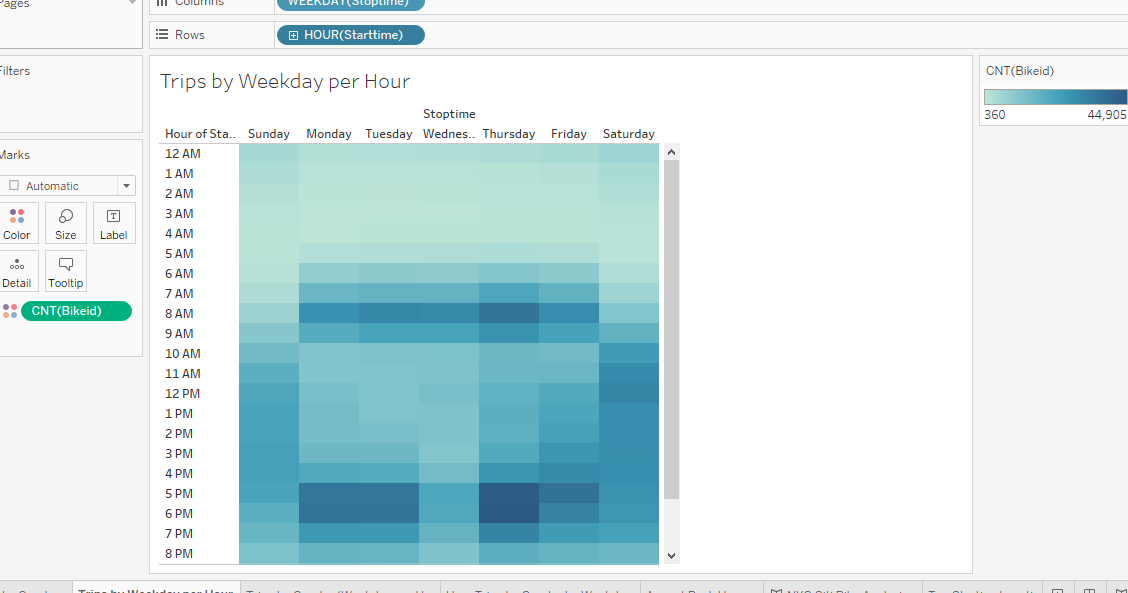 Pages
Columns
WEEKDAY(Stoptime)
Rows
HOUR(Starttime)
Filters
Trips by Weekday per Hour
CNT(Bikeid)
360 44,905
Stoptime
Hour of Sta.. Sunday Monday Tuesday Wednes.. Thursday Friday Saturday
Marks
Automatic
Color Size Label
Detail Tooltip
CNT(Bikeid)
12 AM
1 AM
2 AM
3 AM
4 AM
5 AM
6 AM
7 AM
8 AM
9 AM
10 AM
11 AM
12 PM
1 PM
2 PM
3 PM
4 PM
5 PM
6 PM
7 PM
8 PM
Trips by Weekday per Hour